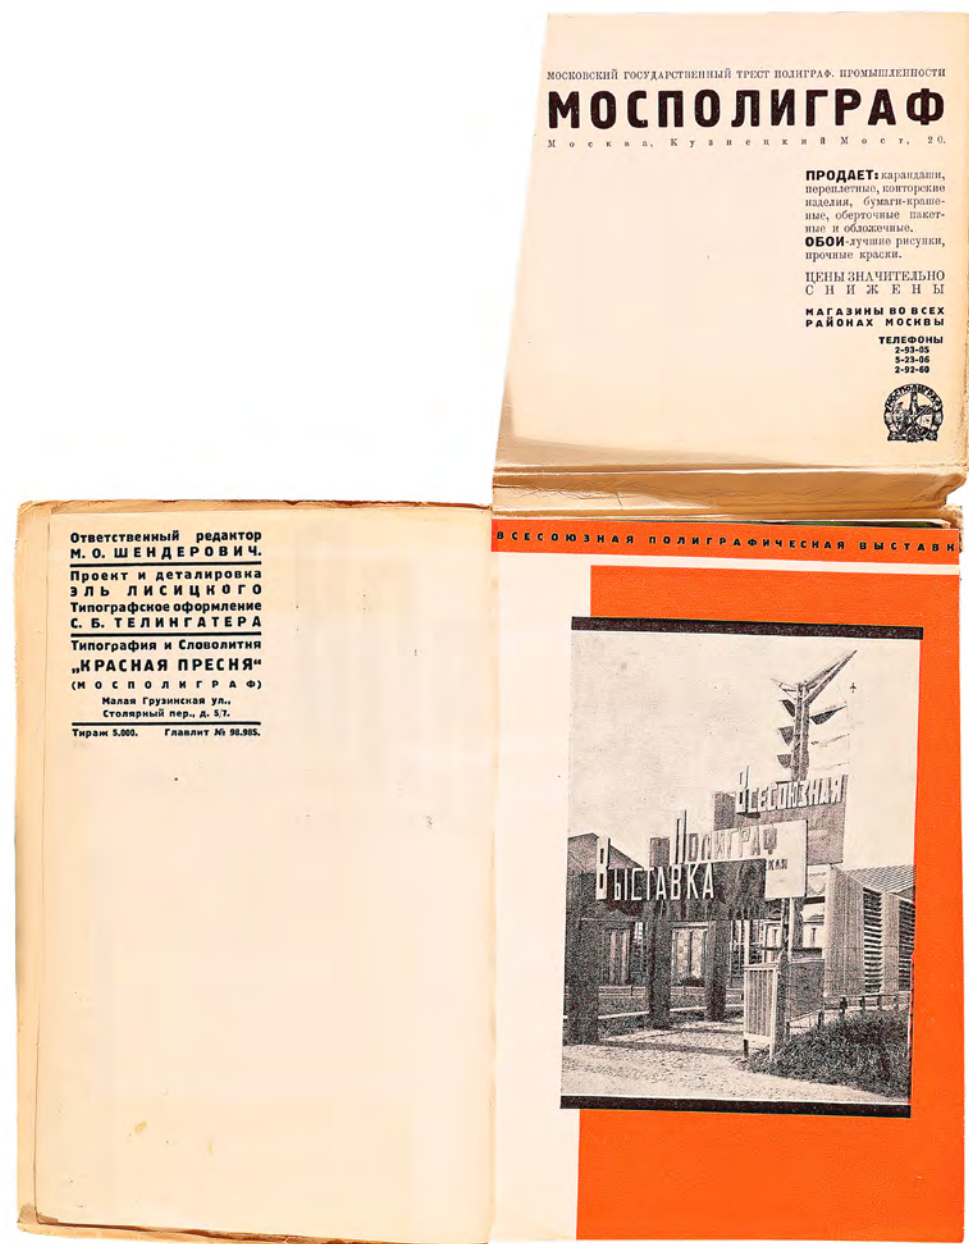 МОСКОВСКИЙ ГОСУДАРСТВЕННЫЙ ТРЕСТ ПОЛИГРАФ. ПРОМЫШЛЕННОСТИ
МОСПОЛИГРАФ
Москва, Кузнецкий Мост, 20.
ПРОДАЕТ: карандаши,
переплетные, конторские
изделия, бумаги-краше-
ные, оберточные пакет-
ные и обложечные.
ОБОИ-лучшие рисунки,
прочные краски.
ЦЕНЫ ЗНАЧИТЕЛЬНО
СНИЖЕНЫ
МАГАЗИНЫ ВО ВСЕХ
РАЙОНАХ МОСКВЫ
ТЕЛЕФОНЫ
2-93-05
5-23-06
2-92-60
МОСПОЛИГРАФ
Ответственный редактор
М. О. ШЕНДЕРОВИЧ.
Проект и деталировка
ЭЛЬ ЛИСИЦКОГО
Типографское оформление
С. Б. ТЕЛИНГАТЕРА
Типография и Словолитня
„КРАСНАЯ ПРЕСНЯ“
(МОСПОЛИГРАФ)
Малая Грузинская ул.,
Столярный пер., д. 5/7.
Тираж 5.000. Главлит № 98.985.
ВСЕСОЮЗНАЯ ПОЛИГРАФИЧЕСКАЯ ВЫСТАВК
ВСЕСОЮЗНАЯ
ПОЛИГРАФ
КАЯ
ВЫСТАВКА